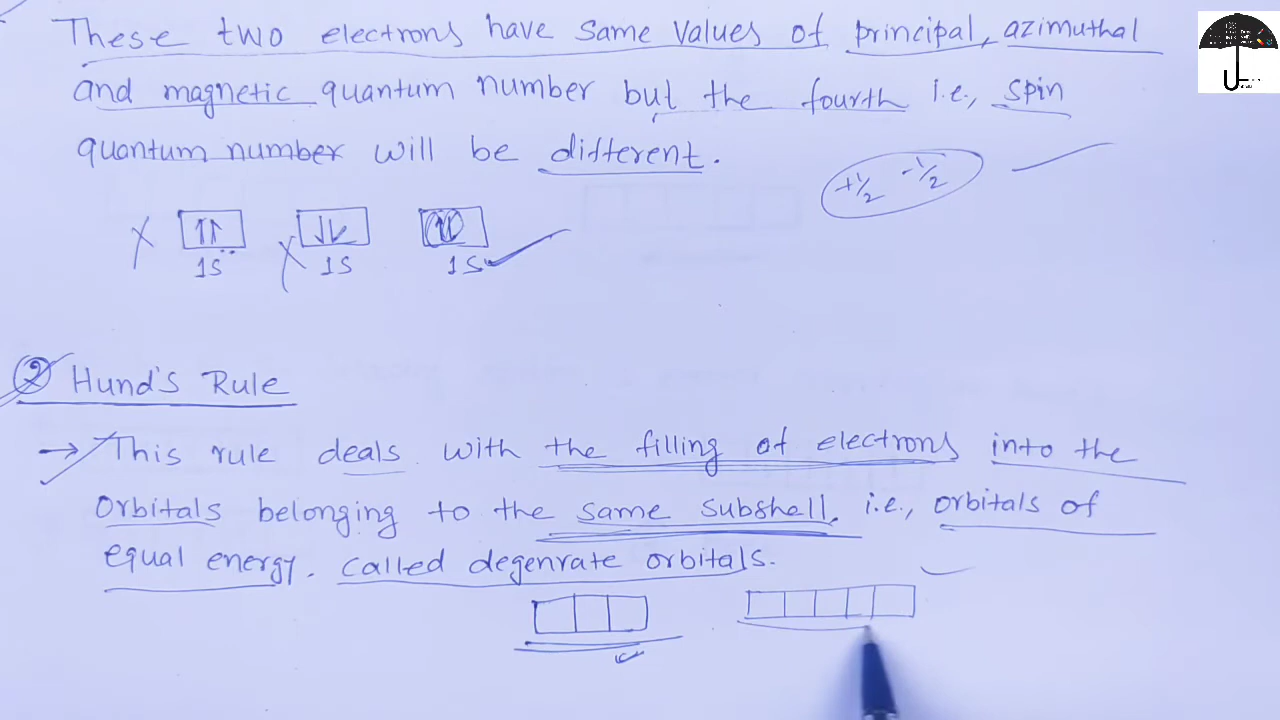 These two electrons have same values of principal, azimuthal
and magnetic quantum number but the fourth i.e., spin
quantum number will be different.
+1/2 -1/2
1S 1S 1S
② Hund's Rule
→ This rule deals with the filling of electrons into the
orbitals belonging to the same subshell, i.e., orbitals of
equal energy, called degenrate orbitals.